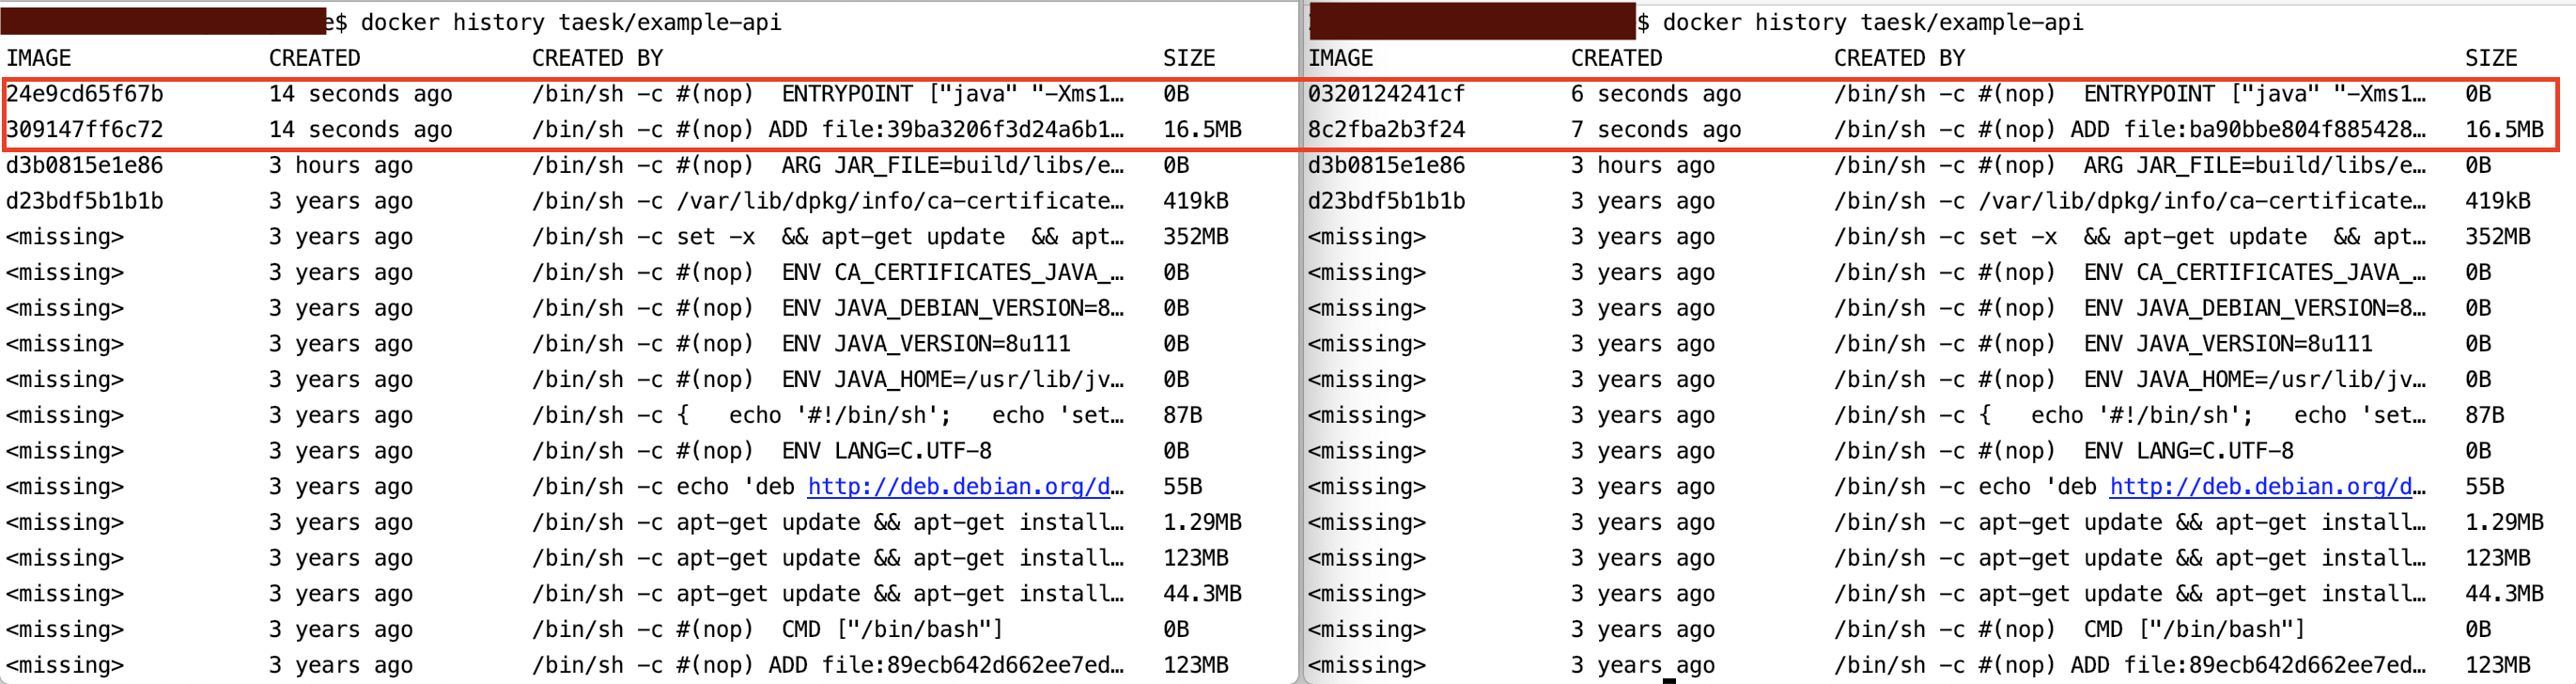 e$ docker history taesk/example-api
IMAGE CREATED CREATED BY SIZE
24e9cd65f67b 14 seconds ago /bin/sh -c #(nop) ENTRYPOINT ["java" "-Xms1… 0B
309147ff6c72 14 seconds ago /bin/sh -c #(nop) ADD file:39ba3206f3d24a6b1… 16.5MB
d3b0815e1e86 3 hours ago /bin/sh -c #(nop) ARG JAR_FILE=build/libs/e… 0B
d23bdf5b1b1b 3 years ago /bin/sh -c /var/lib/dpkg/info/ca-certificate… 419kB
<missing> 3 years ago /bin/sh -c set -x && apt-get update && apt… 352MB
<missing> 3 years ago /bin/sh -c #(nop) ENV CA_CERTIFICATES_JAVA_… 0B
<missing> 3 years ago /bin/sh -c #(nop) ENV JAVA_DEBIAN_VERSION=8… 0B
<missing> 3 years ago /bin/sh -c #(nop) ENV JAVA_VERSION=8u111 0B
<missing> 3 years ago /bin/sh -c #(nop) ENV JAVA_HOME=/usr/lib/jv… 0B
<missing> 3 years ago /bin/sh -c { echo '#!/bin/sh'; echo 'set… 87B
<missing> 3 years ago /bin/sh -c #(nop) ENV LANG=C.UTF-8 0B
<missing> 3 years ago /bin/sh -c echo 'deb http://deb.debian.org/d… 55B
<missing> 3 years ago /bin/sh -c apt-get update && apt-get install… 1.29MB
<missing> 3 years ago /bin/sh -c apt-get update && apt-get install… 123MB
<missing> 3 years ago /bin/sh -c apt-get update && apt-get install… 44.3MB
<missing> 3 years ago /bin/sh -c #(nop) CMD ["/bin/bash"] 0B
<missing> 3 years ago /bin/sh -c #(nop) ADD file:89ecb642d662ee7ed… 123MB
$ docker history taesk/example-api
IMAGE CREATED CREATED BY SIZE
0320124241cf 6 seconds ago /bin/sh -c #(nop) ENTRYPOINT ["java" "-Xms1… 0B
8c2fba2b3f24 7 seconds ago /bin/sh -c #(nop) ADD file:ba90bbe804f885428… 16.5MB
d3b0815e1e86 3 hours ago /bin/sh -c #(nop) ARG JAR_FILE=build/libs/e… 0B
d23bdf5b1b1b 3 years ago /bin/sh -c /var/lib/dpkg/info/ca-certificate… 419kB
<missing> 3 years ago /bin/sh -c set -x && apt-get update && apt… 352MB
<missing> 3 years ago /bin/sh -c #(nop) ENV CA_CERTIFICATES_JAVA_… 0B
<missing> 3 years ago /bin/sh -c #(nop) ENV JAVA_DEBIAN_VERSION=8… 0B
<missing> 3 years ago /bin/sh -c #(nop) ENV JAVA_VERSION=8u111 0B
<missing> 3 years ago /bin/sh -c #(nop) ENV JAVA_HOME=/usr/lib/jv… 0B
<missing> 3 years ago /bin/sh -c { echo '#!/bin/sh'; echo 'set… 87B
<missing> 3 years ago /bin/sh -c #(nop) ENV LANG=C.UTF-8 0B
<missing> 3 years ago /bin/sh -c echo 'deb http://deb.debian.org/d… 55B
<missing> 3 years ago /bin/sh -c apt-get update && apt-get install… 1.29MB
<missing> 3 years ago /bin/sh -c apt-get update && apt-get install… 123MB
<missing> 3 years ago /bin/sh -c apt-get update && apt-get install… 44.3MB
<missing> 3 years ago /bin/sh -c #(nop) CMD ["/bin/bash"] 0B
<missing> 3 years ago /bin/sh -c #(nop) ADD file:89ecb642d662ee7ed… 123MB